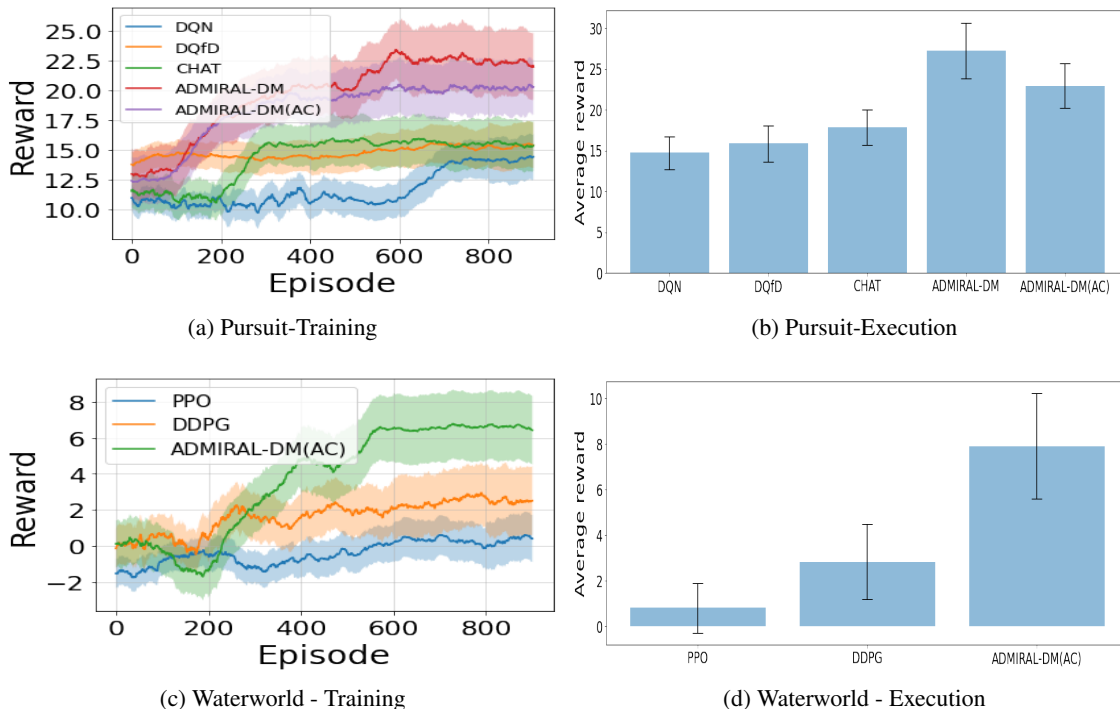 Reward
25.0
22.5
20.0
17.5
15.0
12.5
10.0
DQN
DQfD
CHAT
ADMIRAL-DM
ADMIRAL-DM(AC)
0 200 400 600 800
Episode
(a) Pursuit-Training
Average reward
30
25
20
15
10
5
0
DQN DQfD CHAT ADMIRAL-DM ADMIRAL-DM(AC)
(b) Pursuit-Execution
Reward
8
6
4
2
0
−2
PPO
DDPG
ADMIRAL-DM(AC)
0 200 400 600 800
Episode
(c) Waterworld - Training
Average reward
10
8
6
4
2
0
PPO DDPG ADMIRAL-DM(AC)
(d) Waterworld - Execution